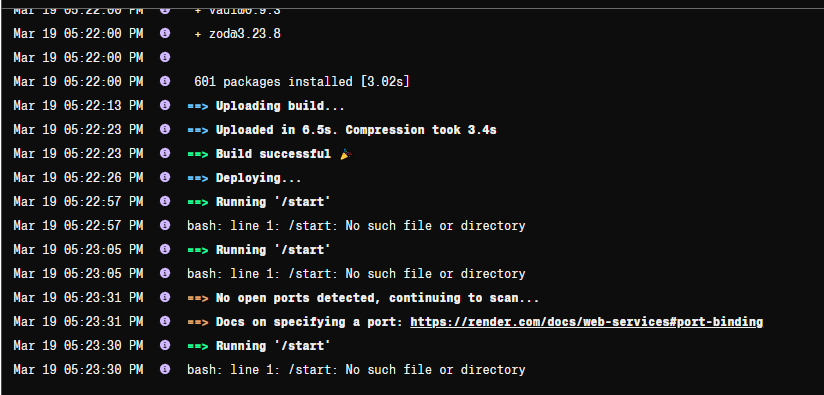 Mar 19 05:22:00 PM + vaul@0.9.3
Mar 19 05:22:00 PM + zod@3.23.8
Mar 19 05:22:00 PM
Mar 19 05:22:00 PM 601 packages installed [3.02s]
Mar 19 05:22:13 PM ==> Uploading build...
Mar 19 05:22:23 PM ==> Uploaded in 6.5s. Compression took 3.4s
Mar 19 05:22:23 PM ==> Build successful 🎉
Mar 19 05:22:26 PM ==> Deploying...
Mar 19 05:22:57 PM ==> Running '/start'
Mar 19 05:22:57 PM bash: line 1: /start: No such file or directory
Mar 19 05:23:05 PM ==> Running '/start'
Mar 19 05:23:05 PM bash: line 1: /start: No such file or directory
Mar 19 05:23:31 PM ==> No open ports detected, continuing to scan...
Mar 19 05:23:31 PM ==> Docs on specifying a port: https://render.com/docs/web-services#port-binding
Mar 19 05:23:30 PM ==> Running '/start'
Mar 19 05:23:30 PM bash: line 1: /start: No such file or directory